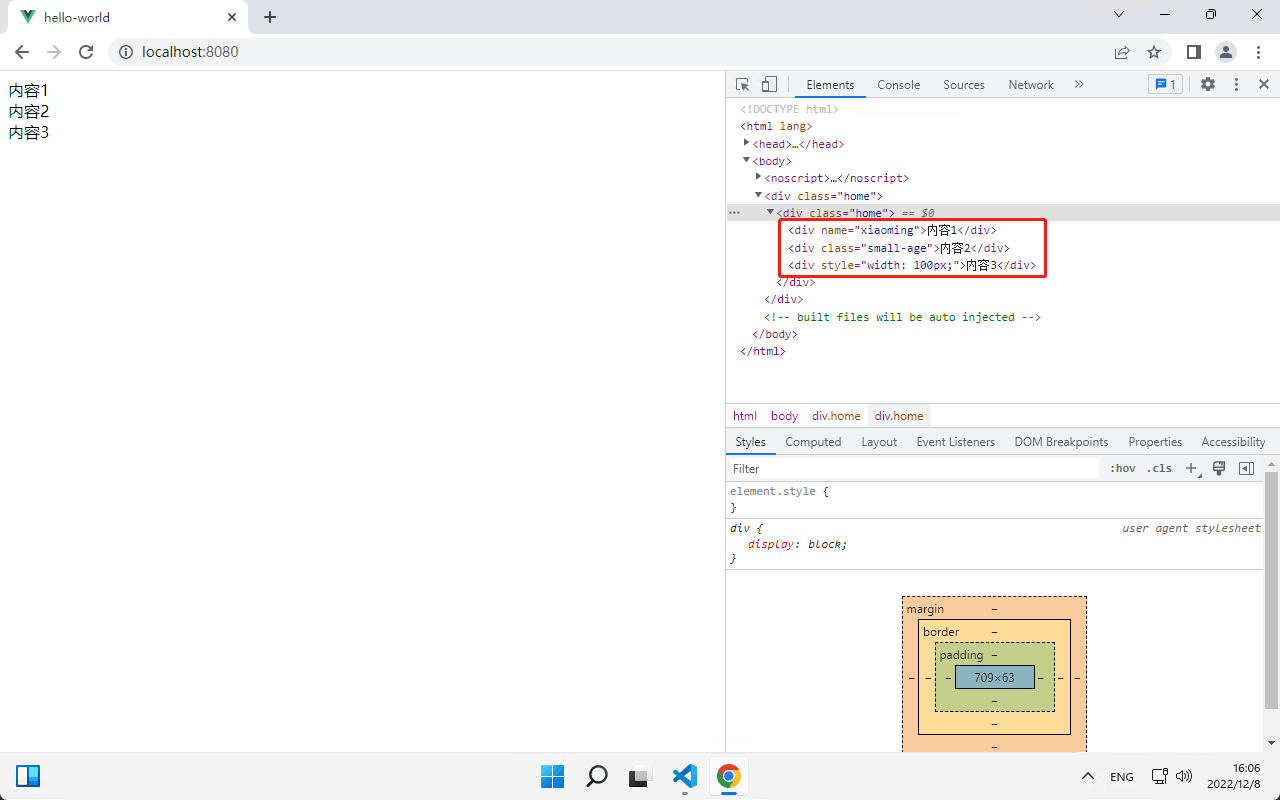 hello-world
localhost:8080
内容1
内容2
内容3
Elements Console Sources Network 1
<!DOCTYPE html>
<html lang>
<head>…</head>
<body>
<noscript>…</noscript>
<div class="home">
<div class="home"> == $0
<div name="xiaoming">内容1</div>
<div class="small-age">内容2</div>
<div style="width: 100px;">内容3</div>
</div>
</div>
<!-- built files will be auto injected -->
</body>
</html>
html body div.home div.home
Styles Computed Layout Event Listeners DOM Breakpoints Properties Accessibility
Filter :hov .cls
element.style {
}
div { user agent stylesheet
display: block;
}
margin –
border –
padding –
– – – 709×63 – – –
–
–
–
ENG
16:06
2022/12/8